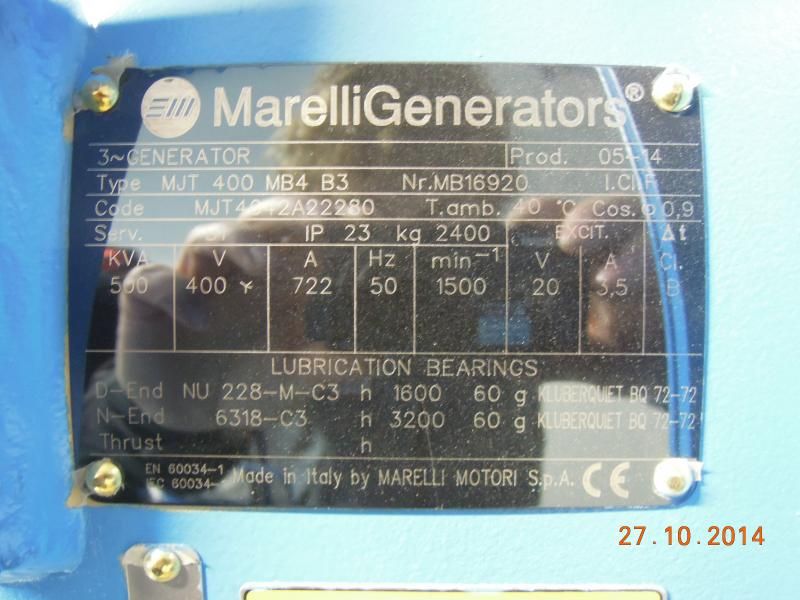 MarelliGenerators®
3~GENERATOR Prod. 05-14
Type MJT 400 MB4 B3 Nr.MB16920 I.Cl.F
Code T.amb. 40 °C Cos.φ 0,9
Serv. S1 IP 23 kg 2400 EXCIT. Δt
KVA V A Hz min-1 V A Cl.
500 400 722 50 1500 20 3,5 B
LUBRICATION BEARINGS
D-End NU 228-M-C3 h 1600 60 g KLUBERQUIET BQ 72-72
N-End 6318-C3 h 3200 60 g KLUBERQUIET BQ 72-72
Thrust h
EN 60034-1
IEC 60034-
Made in Italy by MARELLI MOTORI S.p.A. CE
27.10.2014